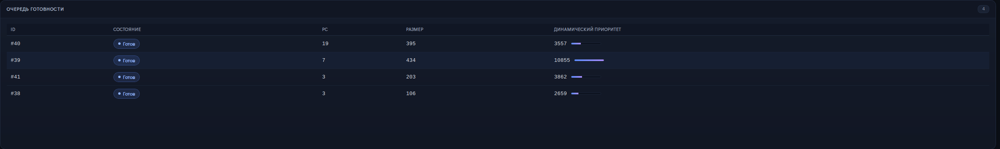 ОЧЕРЕДЬ ГОТОВНОСТИ 4
ID СОСТОЯНИЕ PC РАЗМЕР ДИНАМИЧЕСКИЙ ПРИОРИТЕТ
#40 Готов 19 395 3557
#39 Готов 7 434 10855
#41 Готов 3 203 3862
#38 Готов 3 106 2659